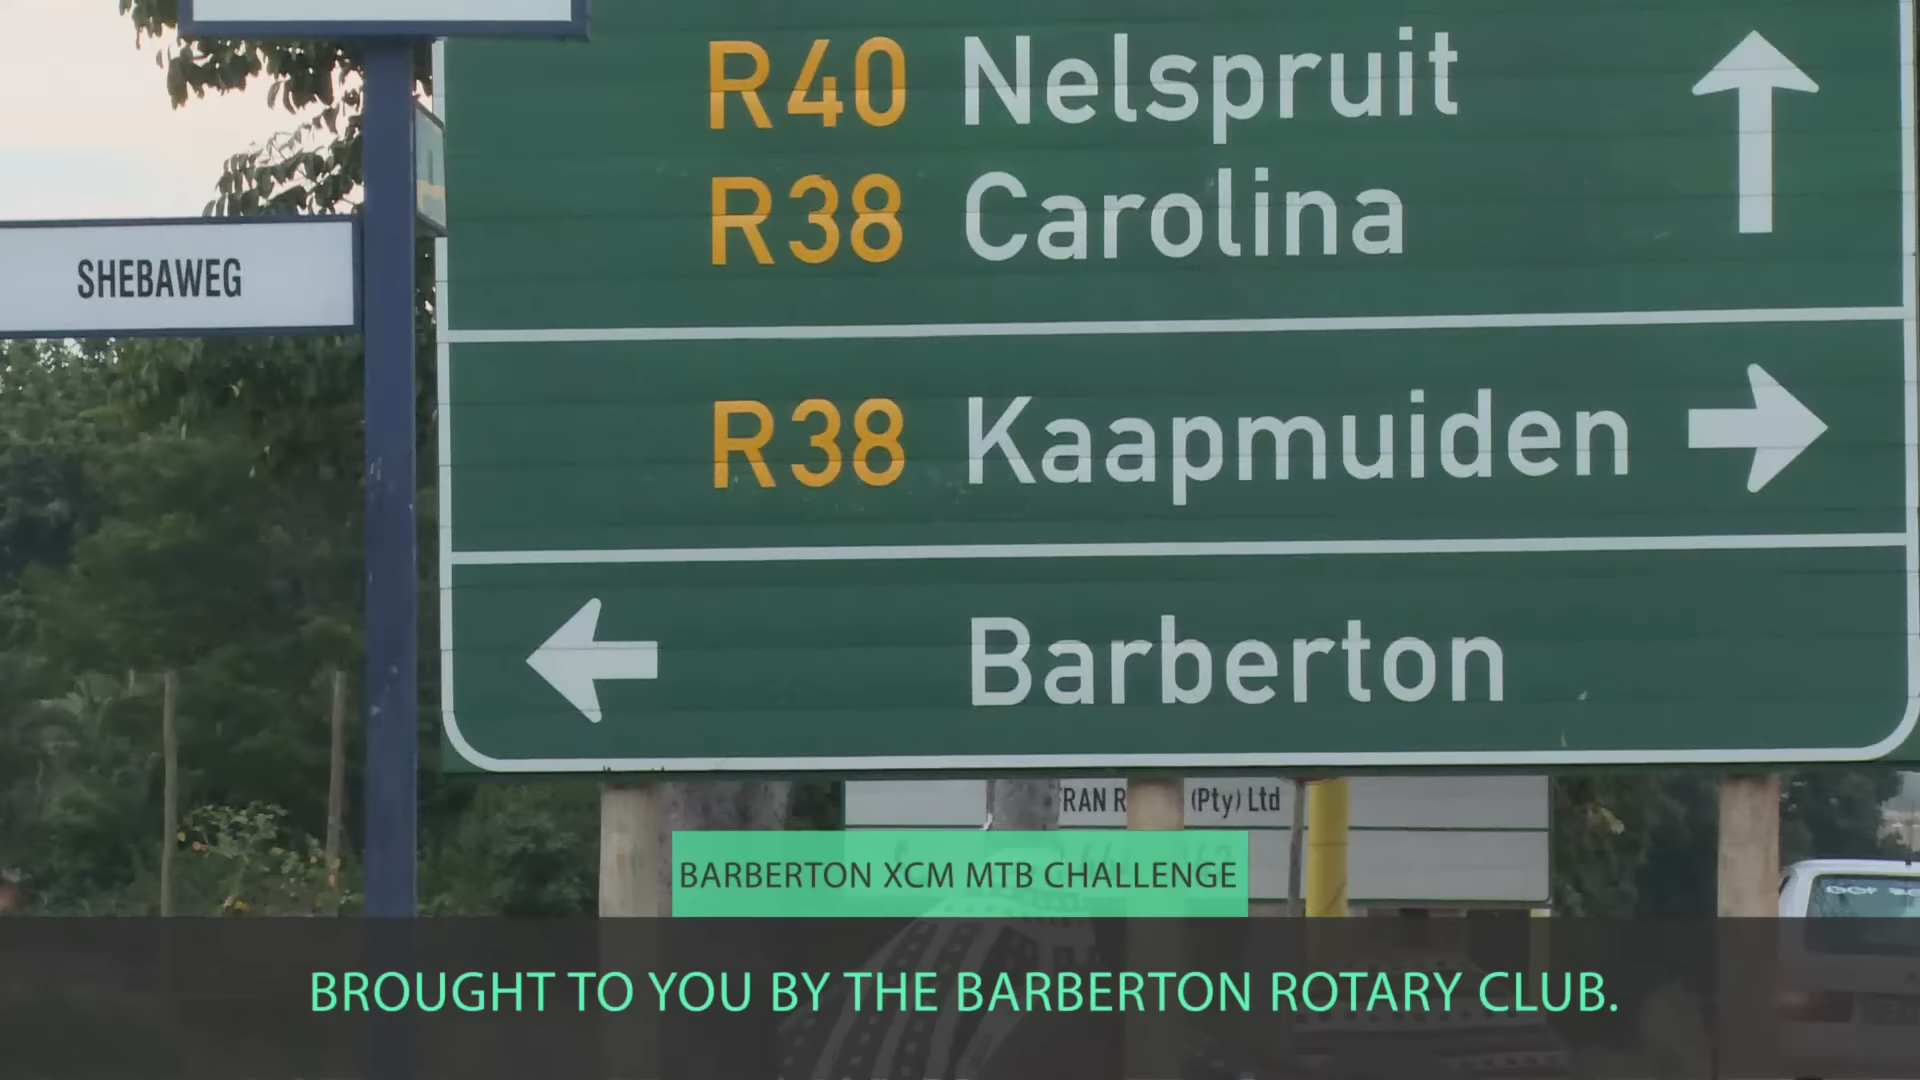 R40 Nelspruit
R38 Carolina
SHEBAWEG
R38 Kaapmuiden
Barberton
(Pty) Ltd
BARBERTON XCM MTB CHALLENGE
BROUGHT TO YOU BY THE BARBERTON ROTARY CLUB.